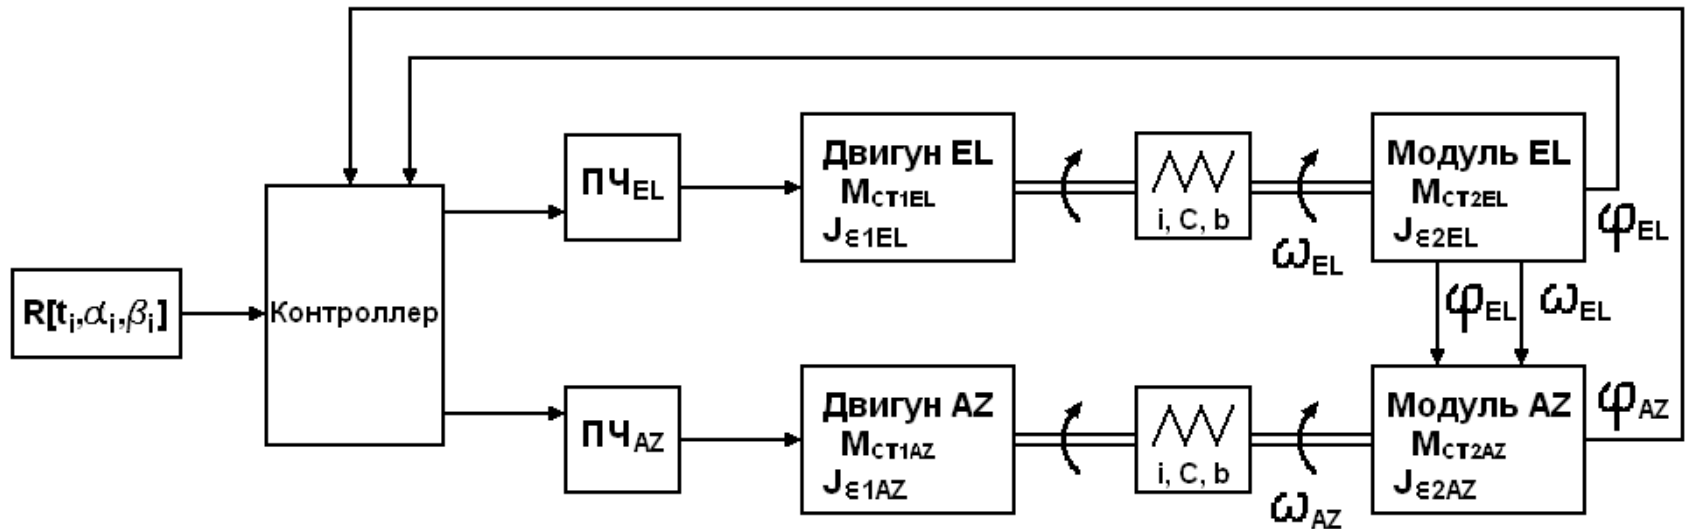 R[tᵢ,αᵢ,βᵢ]
Контроллер
ПЧEL
Двигун EL
Mст1EL
Jε1EL
i, C, b
ωEL
Модуль EL
Mст2EL
Jε2EL
φEL
φEL
ωEL
ПЧAZ
Двигун AZ
Mст1AZ
Jε1AZ
i, C, b
ωAZ
Модуль AZ
Mст2AZ
Jε2AZ
φAZ